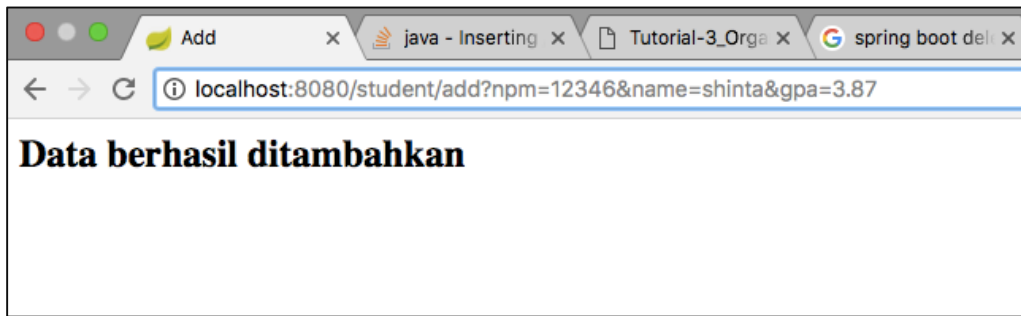 Add
java - Inserting
Tutorial-3_Orga
spring boot del
localhost:8080/student/add?npm=12346&name=shinta&gpa=3.87
Data berhasil ditambahkan